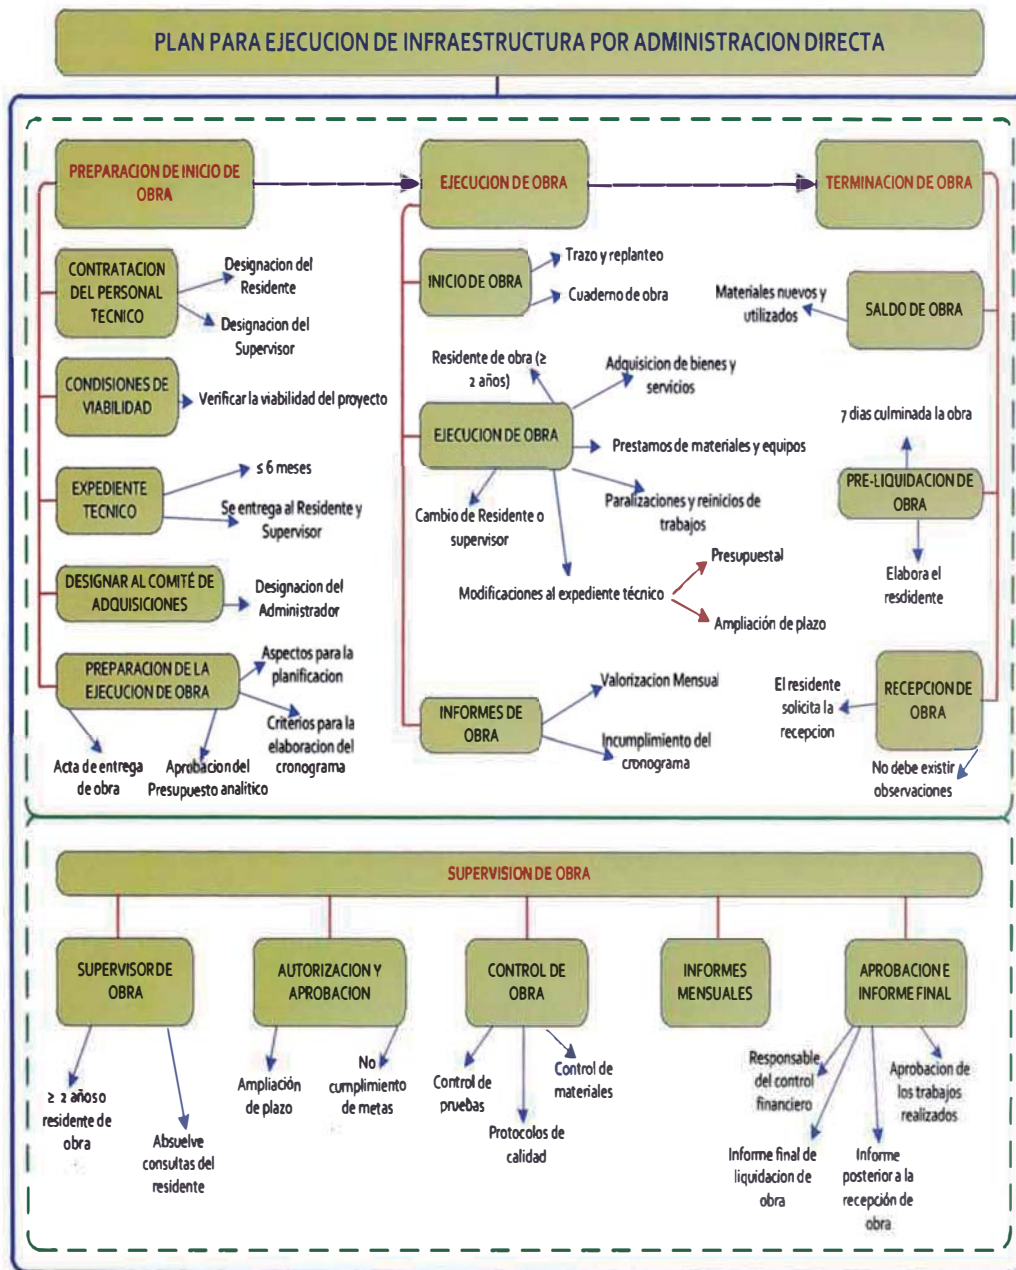 PLAN PARA EJECUCION DE INFRAESTRUCTURA POR ADMINISTRACION DIRECTA
PREPARACION DE INICIO DE
OBRA
CONTRATACION
DEL PERSONAL
TECNICO
Designacion del
Residente
Designacion del
Supervisor
CONDISIONES DE
VIABILIDAD
Verificar la viabilidad del proyecto
EXPEDIENTE
TECNICO
≤ 6 meses
Se entrega al Residente y
Supervisor
DESIGNAR AL COMITÉ DE
ADQUISICIONES
Designacion del
Administrador
PREPARACION DE LA
EJECUCION DE OBRA
Aspectos para la
planificacion
Criterios para la
elaboracion del
cronograma
Acta de entrega
de obra
Aprobacion del
Presupuesto analitico
EJECUCION DE OBRA
INICIO DE OBRA
Trazo y replanteo
Cuaderno de obra
Residente de obra (≥
2 años)
Adquisicion de bienes y
servicios
EJECUCION DE OBRA
Prestamos de materiales y equipos
Paralizaciones y reinicios de
trabajos
Cambio de Residente o
supervisor
Modificaciones al expediente técnico
Presupuestal
Ampliación de plazo
INFORMES DE
OBRA
Valorizacion Mensual
Incumplimiento del
cronograma
TERMINACION DE OBRA
Materiales nuevos y
utilizados
SALDO DE OBRA
7 dias culminada la obra
PRE-LIQUIDACION DE
OBRA
Elabora el
resdidente
El residente
solicita la
recepcion
RECEPCION DE
OBRA
No debe existir
observaciones
SUPERVISION DE OBRA
SUPERVISOR DE
OBRA
≥ 2 años o
residente de
obra
Absuelve
consultas del
residente
AUTORIZACION Y
APROBACION
Ampliación
de plazo
No
cumplimiento
de metas
CONTROL DE
OBRA
Control de
pruebas
Protocolos de
calidad
Control de
materiales
INFORMES
MENSUALES
APROBACION E
INFORME FINAL
Responsable
del control
financiero
Informe final de
liquidacion de
obra
Informe
posterior a la
recepción de
obra
Aprobacion de
los trabajos
realizados